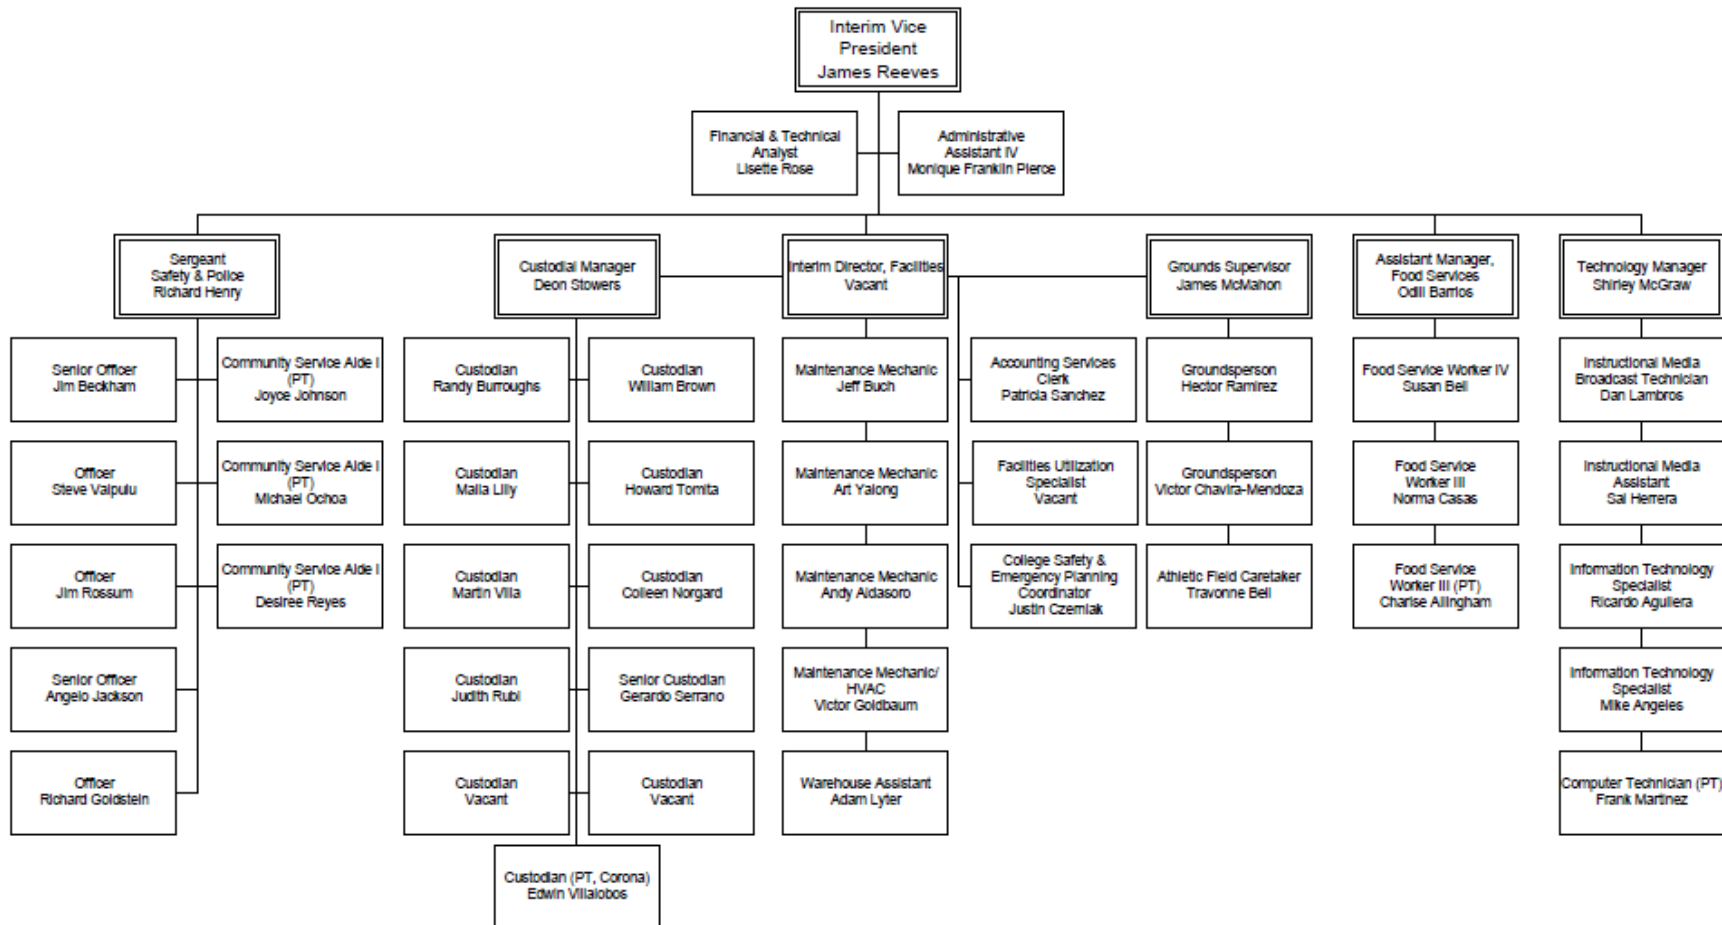 Interim Vice
President
James Reeves
Financial & Technical
Analyst
Lisette Rose
Administrative
Assistant IV
Monique Franklin Pierce
Sergeant
Safety & Police
Richard Henry
Custodial Manager
Deon Stowers
Interim Director, Facilities
Vacant
Grounds Supervisor
James McMahon
Assistant Manager,
Food Services
Odili Barrios
Technology Manager
Shirley McGraw
Senior Officer
Jim Beckham
Community Service Aide I
(PT)
Joyce Johnson
Custodian
Randy Burroughs
Custodian
William Brown
Maintenance Mechanic
Jeff Buch
Accounting Services
Clerk
Patricia Sanchez
Groundsperson
Hector Ramirez
Food Service Worker IV
Susan Bell
Instructional Media
Broadcast Technician
Dan Lambros
Officer
Steve Vaipulu
Community Service Aide I
(PT)
Michael Ochoa
Custodian
Malia Lilly
Custodian
Howard Tomita
Maintenance Mechanic
Art Yalong
Facilities Utilization
Specialist
Vacant
Groundsperson
Victor Chavira-Mendoza
Food Service
Worker III
Norma Casas
Instructional Media
Assistant
Sal Herrera
Officer
Jim Rossum
Community Service Aide I
(PT)
Desiree Reyes
Custodian
Martin Villa
Custodian
Colleen Norgard
Maintenance Mechanic
Andy Aldasoro
College Safety &
Emergency Planning
Coordinator
Justin Czerniak
Athletic Field Caretaker
Travonne Bell
Food Service
Worker III (PT)
Charise Allingham
Information Technology
Specialist
Ricardo Aguilera
Senior Officer
Angelo Jackson
Custodian
Judith Rubi
Senior Custodian
Gerardo Serrano
Maintenance Mechanic/
HVAC
Victor Goldbaum
Information Technology
Specialist
Mike Angeles
Officer
Richard Goldstein
Custodian
Vacant
Custodian
Vacant
Warehouse Assistant
Adam Lyter
Computer Technician (PT)
Frank Martinez
Custodian (PT, Corona)
Edwin Villalobos